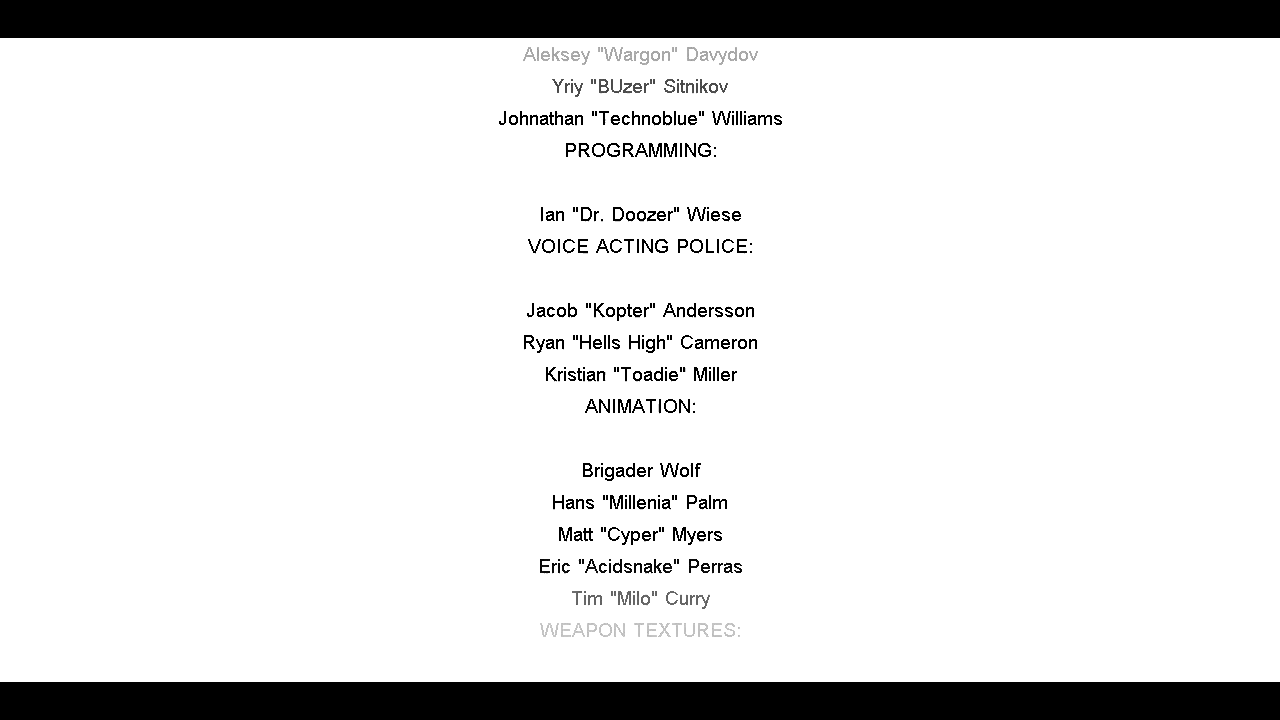 Aleksey "Wargon" Davydov
Yriy "BUzer" Sitnikov
Johnathan "Technoblue" Williams
PROGRAMMING:
Ian "Dr. Doozer" Wiese
VOICE ACTING POLICE:
Jacob "Kopter" Andersson
Ryan "Hells High" Cameron
Kristian "Toadie" Miller
ANIMATION:
Brigader Wolf
Hans "Millenia" Palm
Matt "Cyper" Myers
Eric "Acidsnake" Perras
Tim "Milo" Curry
WEAPON TEXTURES: